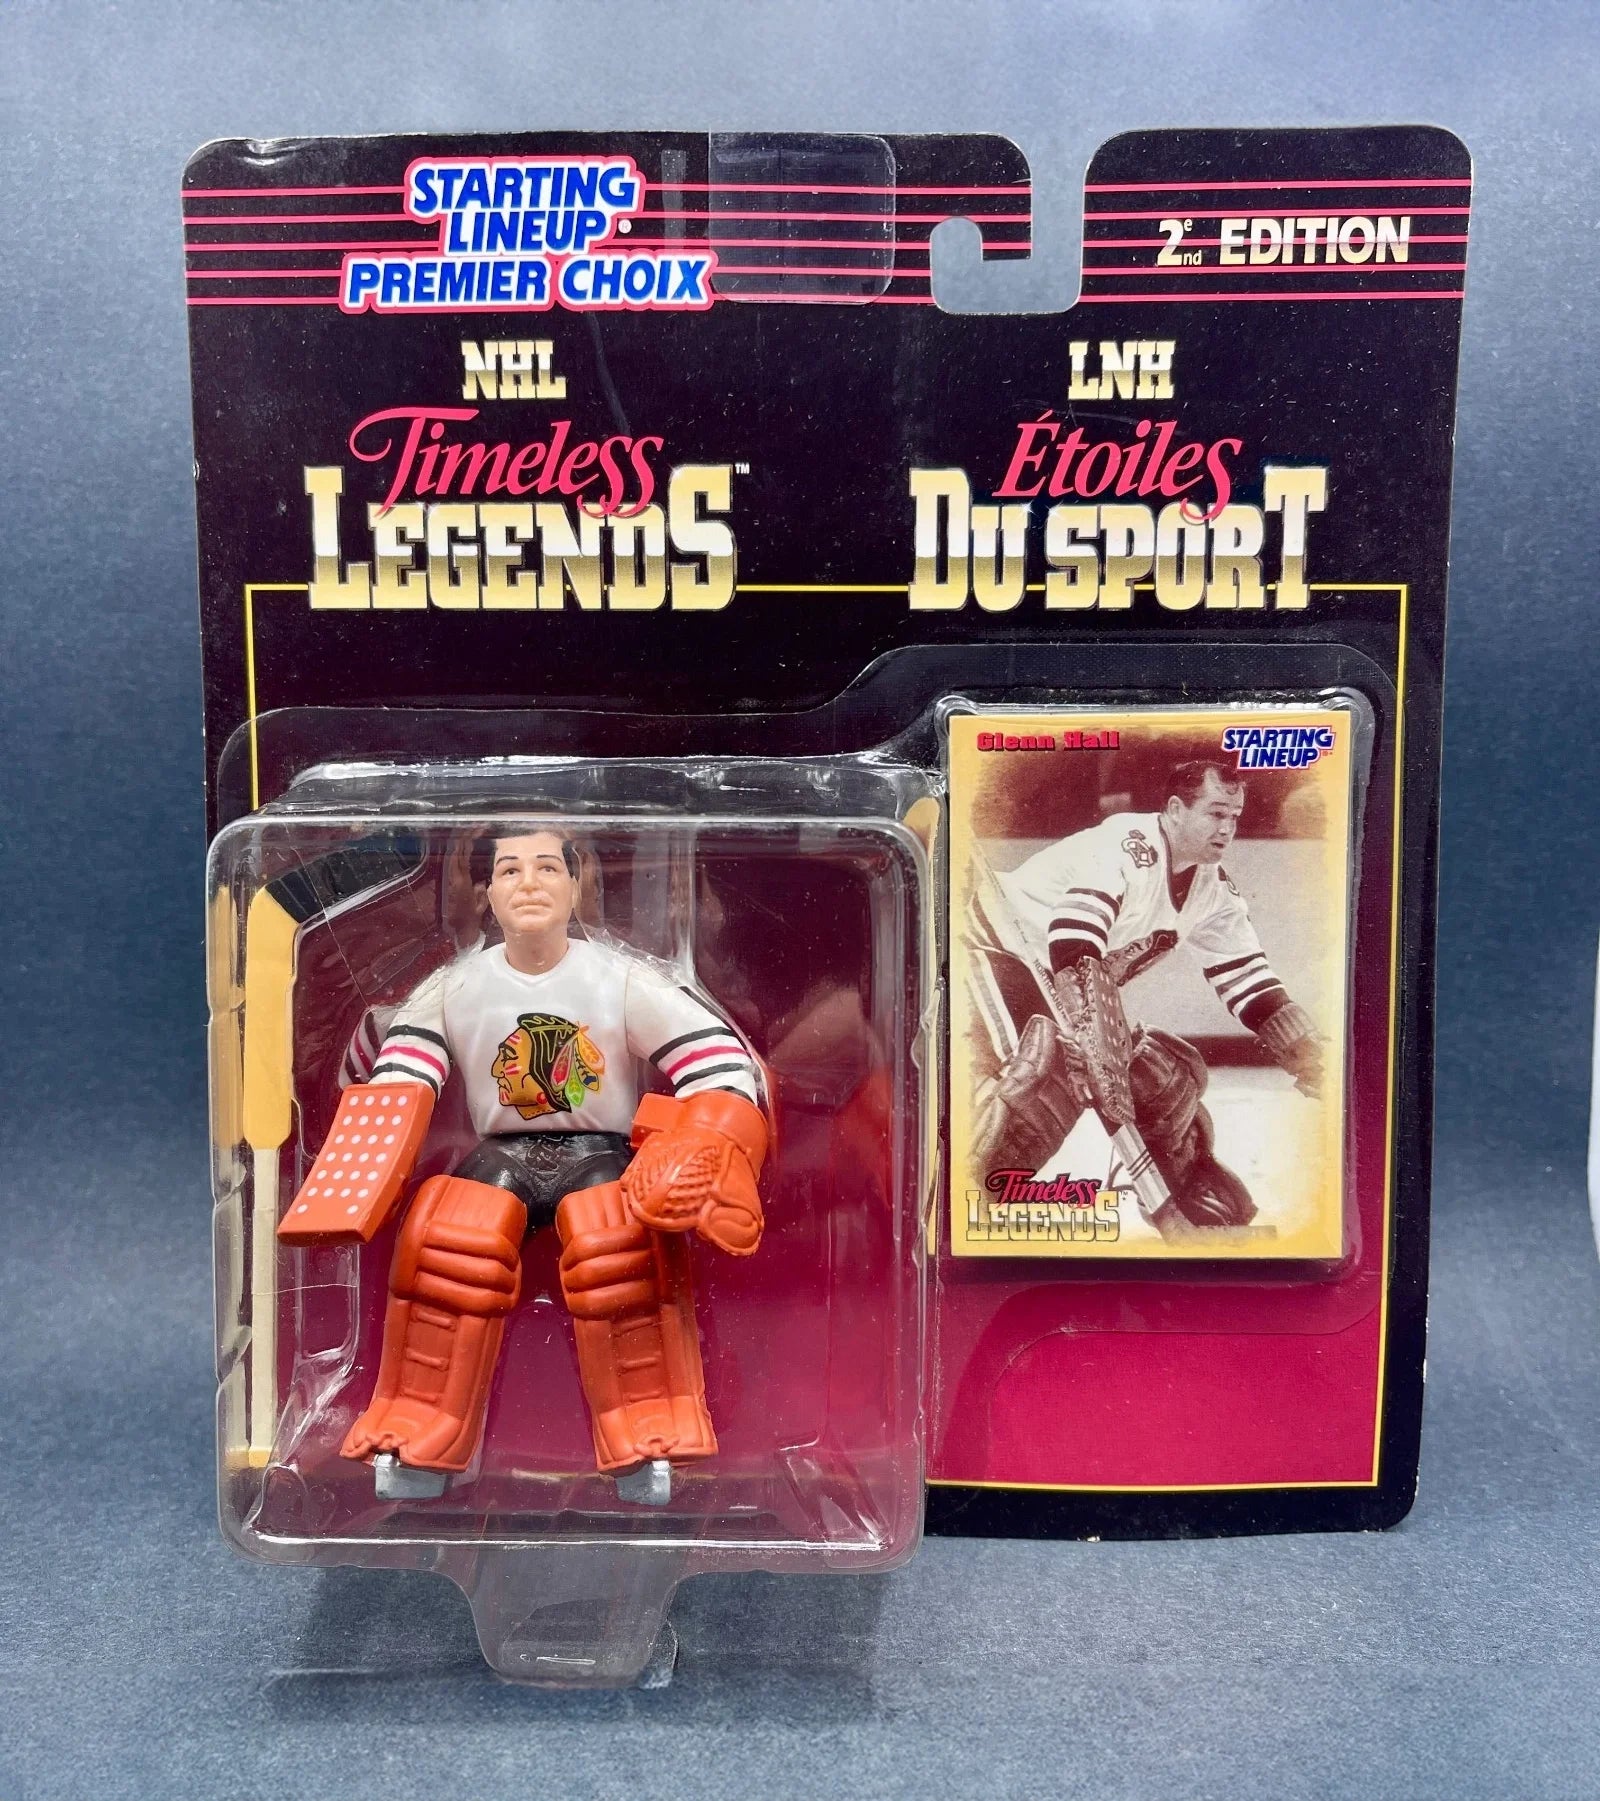 STARTING
LINEUP®
PREMIER CHOIX
2e nd EDITION
NHL
Timeless
LEGENDS™
LNH
Étoiles
DU SPORT
Glenn Hall
STARTING
LINEUP
Timeless
LEGENDS